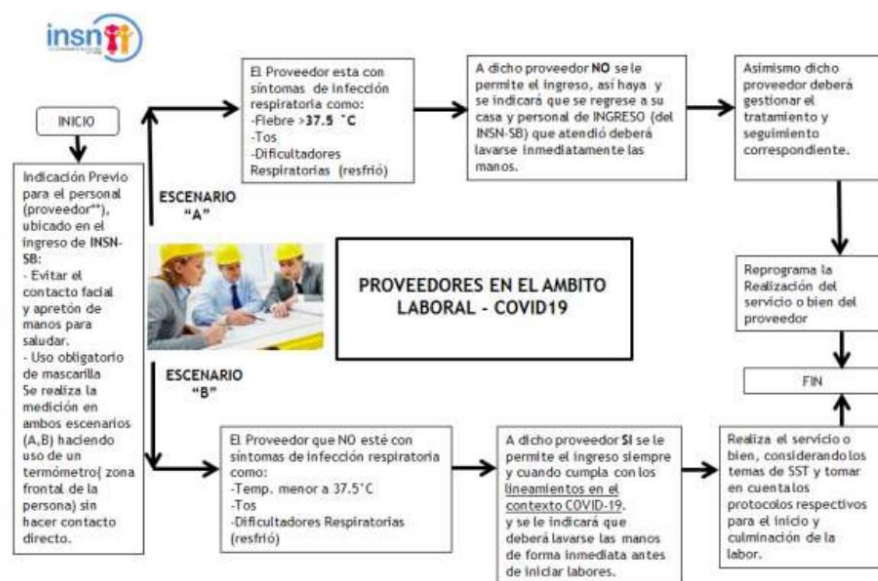 insn
INICIO
Indicación Previo
para el personal
(proveedor**),
ubicado en el
ingreso de INSN-
SB:
- Evitar el
contacto facial
y apretón de
manos para
saludar.
- Uso obligatorio
de mascarilla
Se realiza la
medición en
ambos escenarios
(A,B) haciendo
uso de un
termómetro( zona
frontal de la
persona) sin
hacer contacto
directo.
ESCENARIO
"A"
El Proveedor esta con
síntomas de infección
respiratoria como:
-Fiebre >37.5 °C
-Tos
-Dificultadores
Respiratorias (resfrió)
A dicho proveedor NO se le
permite el ingreso, así haya y
se indicará que se regrese a su
casa y personal de INGRESO (del
INSN-SB) que atendió deberá
lavarse inmediatamente las
manos.
Asimismo dicho
proveedor deberá
gestionar el
tratamiento y
seguimiento
correspondiente.
Reprograma la
Realización del
servicio o bien del
proveedor
FIN
PROVEEDORES EN EL AMBITO
LABORAL - COVID19
ESCENARIO
"B"
El Proveedor que NO esté con
síntomas de infección respiratoria
como:
-Temp. menor a 37.5°C
-Tos
-Dificultadores Respiratorias
(resfrió)
A dicho proveedor SI se le
permite el ingreso siempre
y cuando cumpla con los
lineamientos en el
contexto COVID-19.
y se le indicará que
deberá lavarse las manos
de forma inmediata antes
de iniciar labores.
Realiza el servicio o
bien, considerando los
temas de SST y tomar
en cuenta los
protocolos respectivos
para el inicio y
culminación de la
labor.